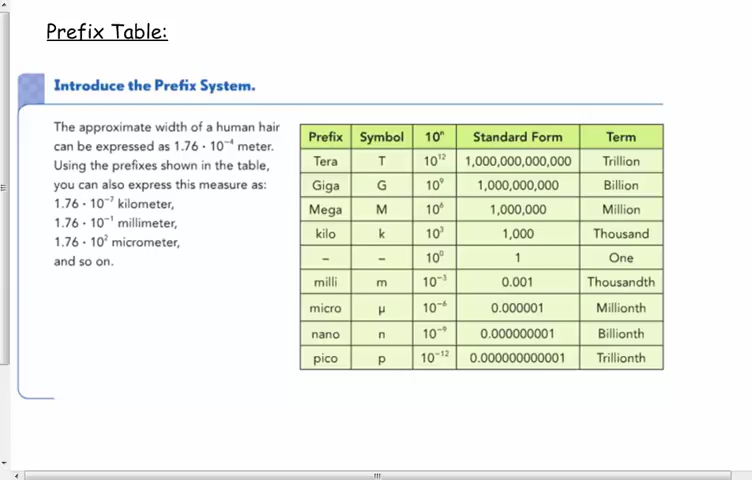 Prefix Table:
Introduce the Prefix System.
The approximate width of a human hair
can be expressed as 1.76 · 10⁻⁴ meter.
Using the prefixes shown in the table,
you can also express this measure as:
1.76 · 10⁻⁷ kilometer,
1.76 · 10⁻¹ millimeter,
1.76 · 10² micrometer,
and so on.
Prefix Symbol 10ⁿ Standard Form Term
Tera T 10¹² 1,000,000,000,000 Trillion
Giga G 10⁹ 1,000,000,000 Billion
Mega M 10⁶ 1,000,000 Million
kilo k 10³ 1,000 Thousand
– – 10⁰ 1 One
milli m 10⁻³ 0.001 Thousandth
micro μ 10⁻⁶ 0.000001 Millionth
nano n 10⁻⁹ 0.000000001 Billionth
pico p 10⁻¹² 0.000000000001 Trillionth